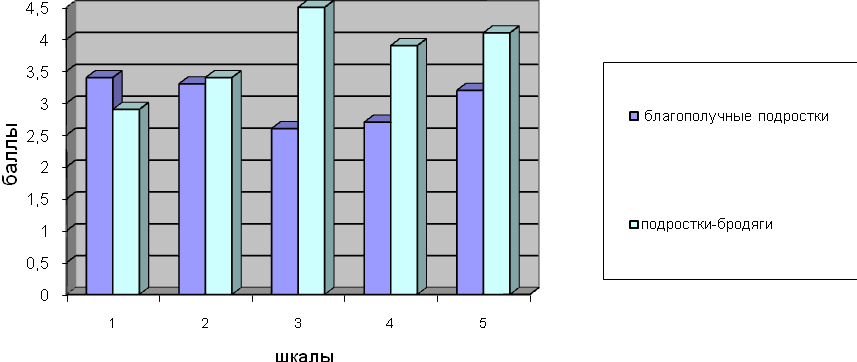 4,5
4
3,5
3
2,5
2
1,5
1
0,5
0
баллы
1 2 3 4 5
шкалы
благополучные подростки
подростки-бродяги